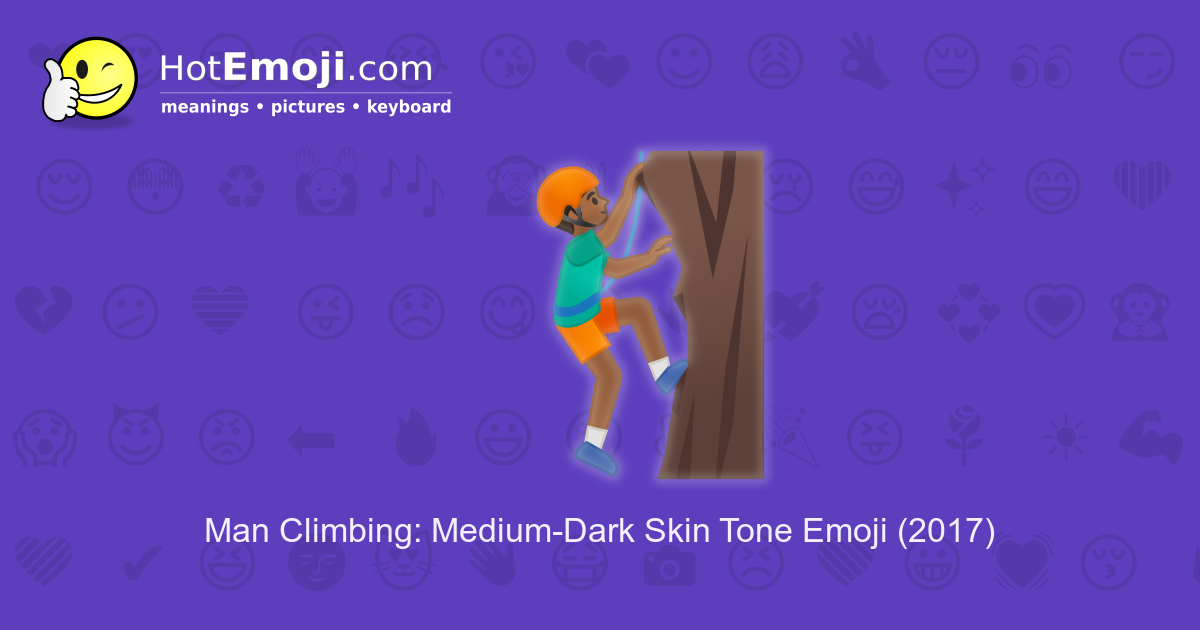 HotEmoji.com
meanings • pictures • keyboard
Man Climbing: Medium-Dark Skin Tone Emoji (2017)